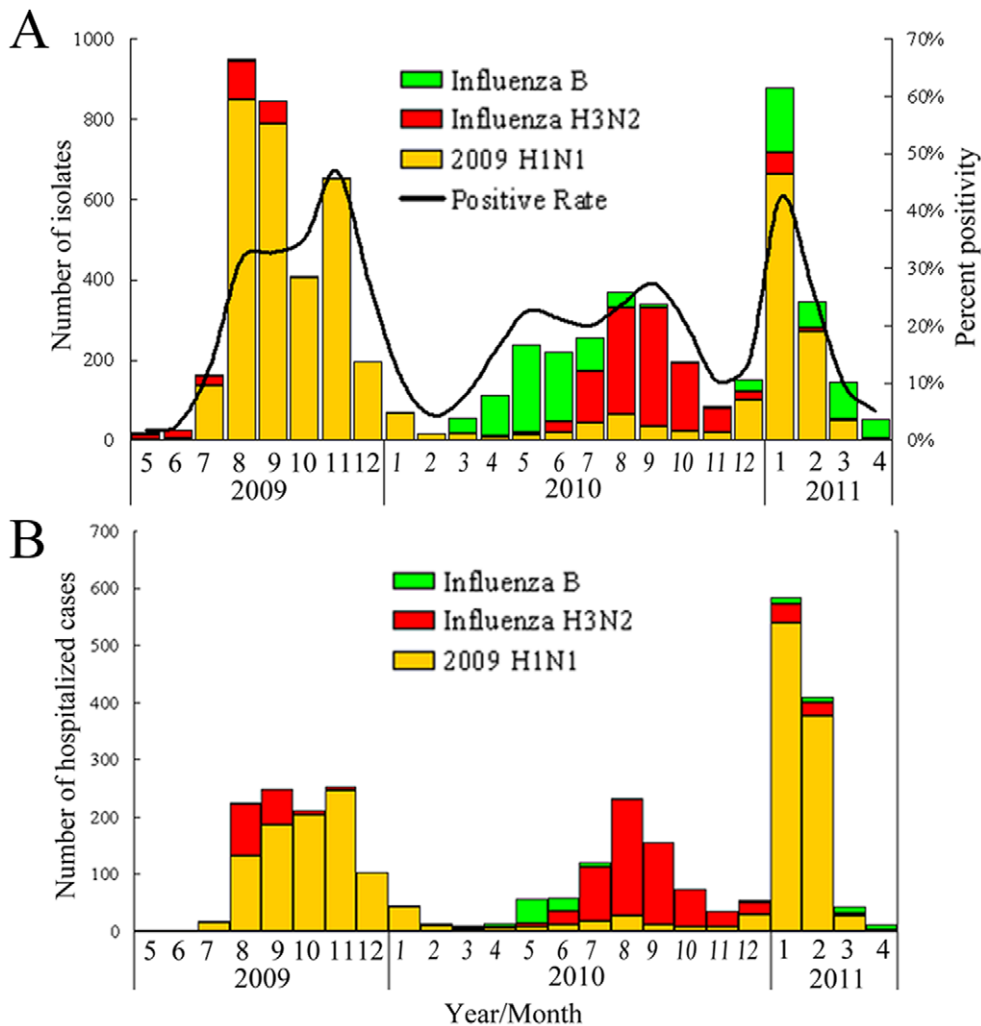 A
1000
800
600
400
200
0
Number of isolates
70%
60%
50%
40%
30%
20%
10%
0%
Percent positivity
Influenza B
Influenza H3N2
2009 H1N1
Positive Rate
5 6 7 8 9 10 11 12 1 2 3 4 5 6 7 8 9 10 11 12 1 2 3 4
2009 2010 2011
B
700
600
500
400
300
200
100
0
Number of hospitalized cases
Influenza B
Influenza H3N2
2009 H1N1
5 6 7 8 9 10 11 12 1 2 3 4 5 6 7 8 9 10 11 12 1 2 3 4
2009 2010 2011
Year/Month